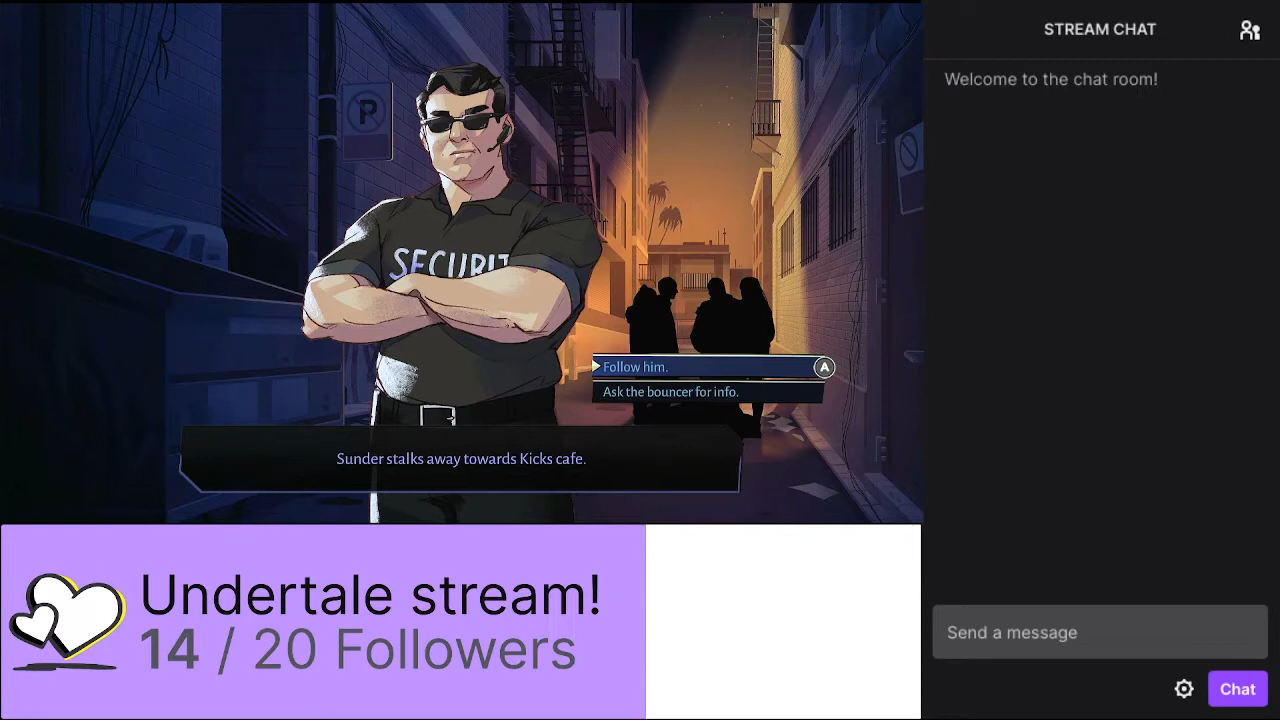 P
SECURIT
Follow him.
A
Ask the bouncer for info.
Sunder stalks away towards Kicks cafe.
Undertale stream!
14 / 20 Followers
STREAM CHAT
Welcome to the chat room!
Send a message
Chat